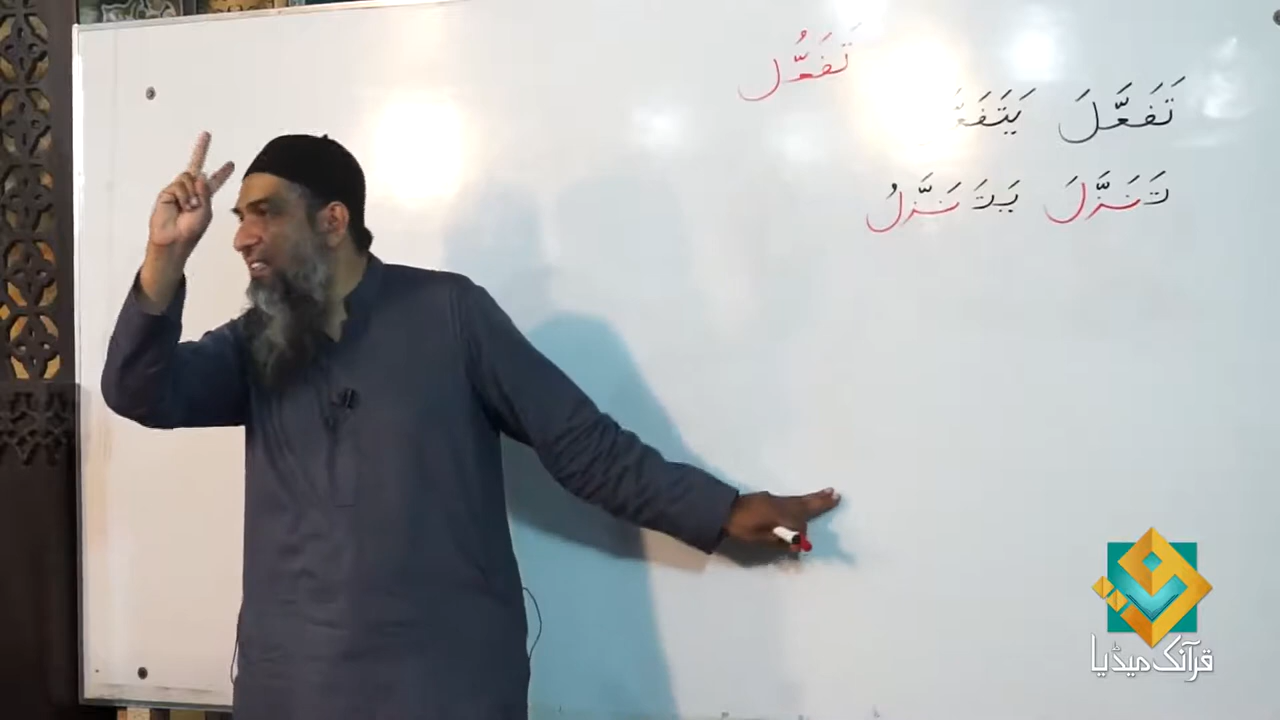 تَفَعُّل
تَفَعَّلَ يَتَفَعَّ
تَنَزَّلَ يَتَنَزَّلُ
قرآنک میڈیا